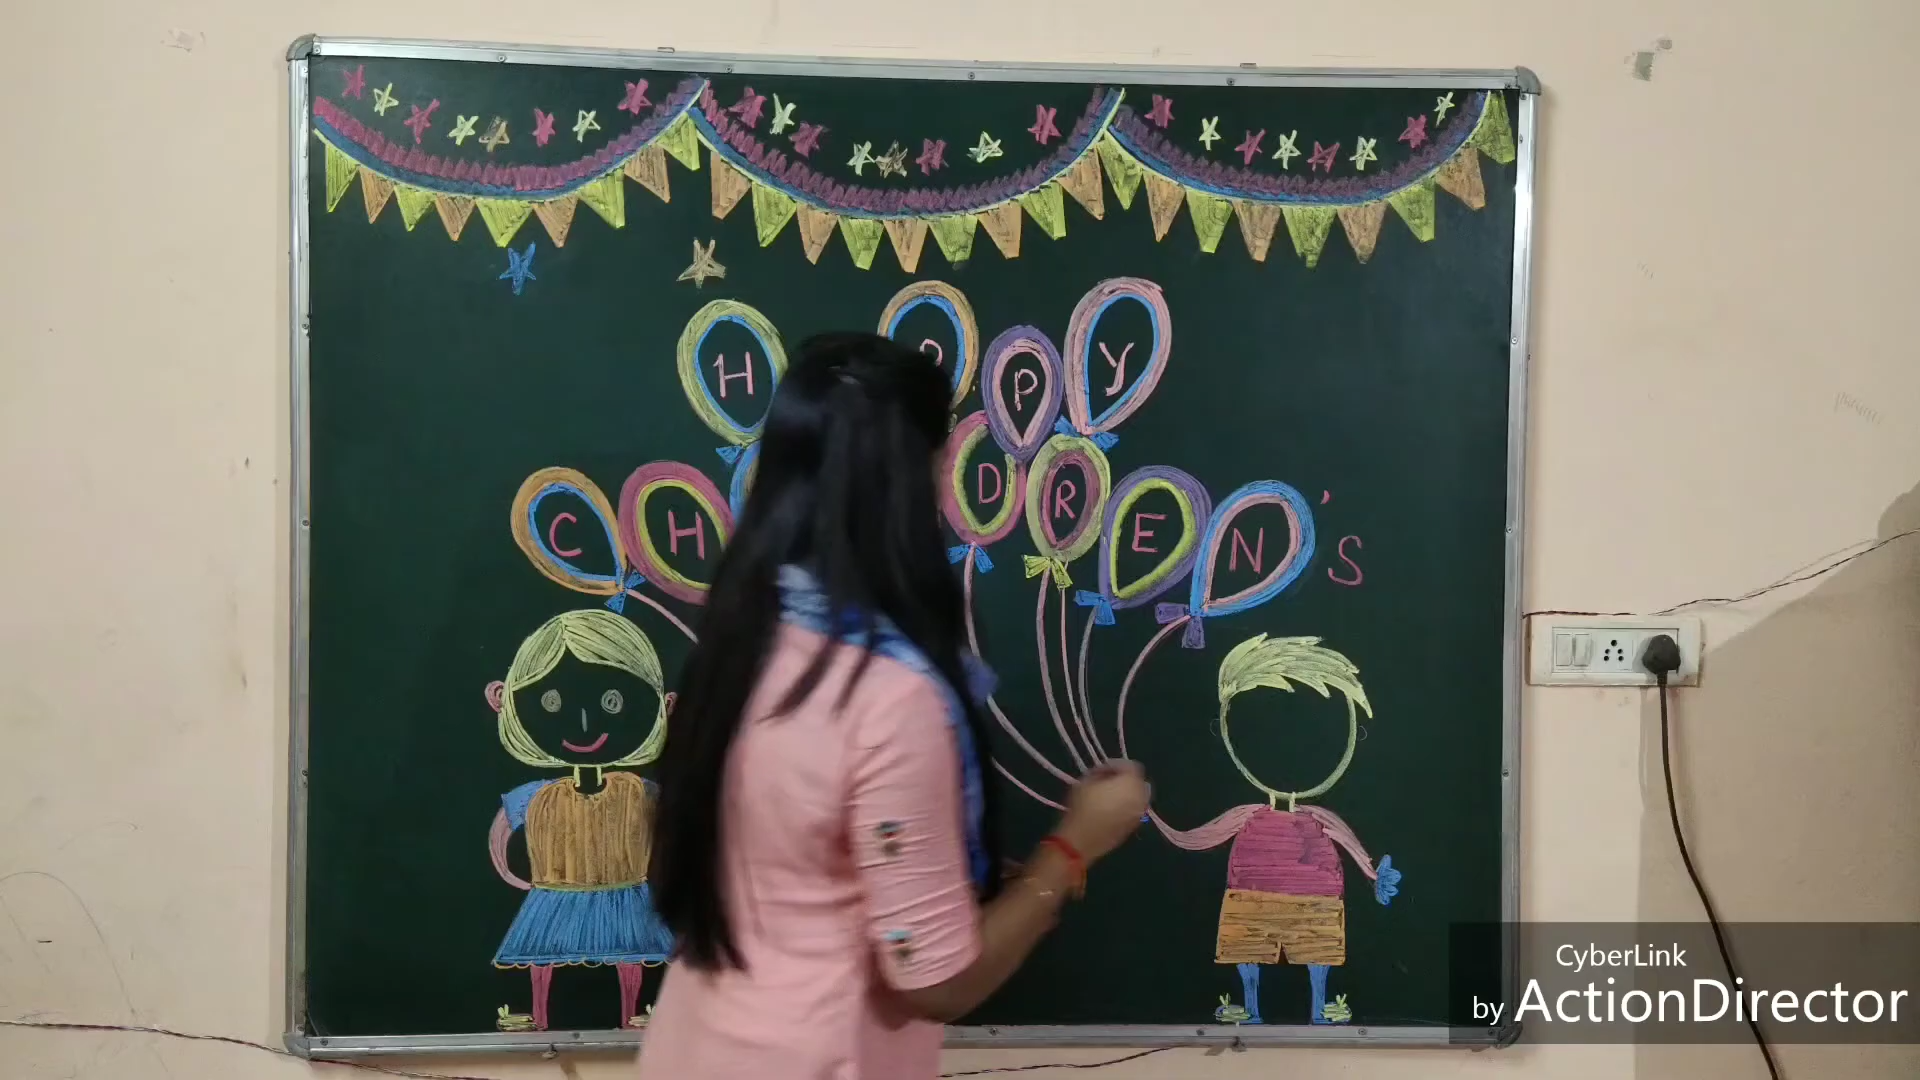 H P P Y
C H D R E N ' S
CyberLink
by ActionDirector